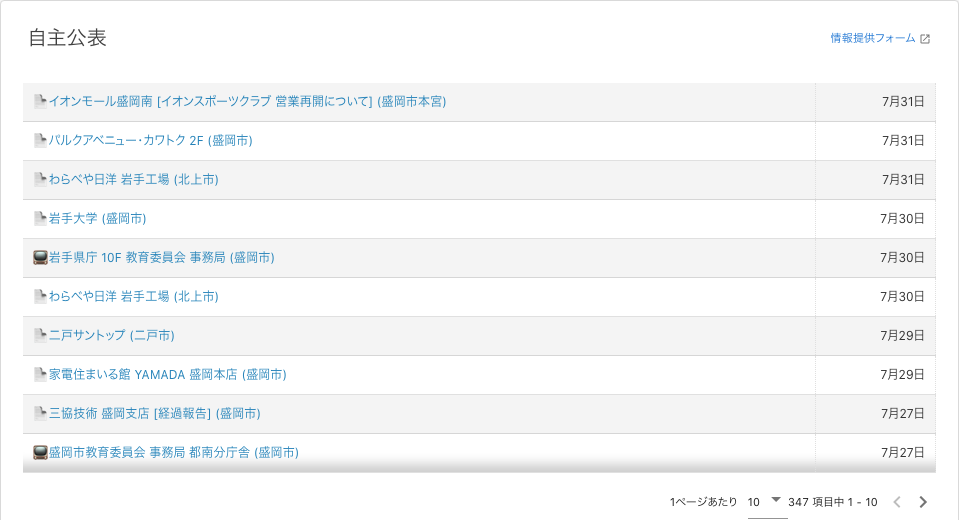 自主公表
情報提供フォーム
イオンモール盛岡南 [イオンスポーツクラブ 営業再開について] (盛岡市本宮) 7月31日
パルクアベニュー・カワトク 2F (盛岡市) 7月31日
わらべや日洋 岩手工場 (北上市) 7月31日
岩手大学 (盛岡市) 7月30日
岩手県庁 10F 教育委員会 事務局 (盛岡市) 7月30日
わらべや日洋 岩手工場 (北上市) 7月30日
二戸サントップ (二戸市) 7月29日
家電住まいる館 YAMADA 盛岡本店 (盛岡市) 7月29日
三協技術 盛岡支店 [経過報告] (盛岡市) 7月27日
盛岡市教育委員会 事務局 都南分庁舎 (盛岡市) 7月27日
1ページあたり 10 347 項目中 1 - 10